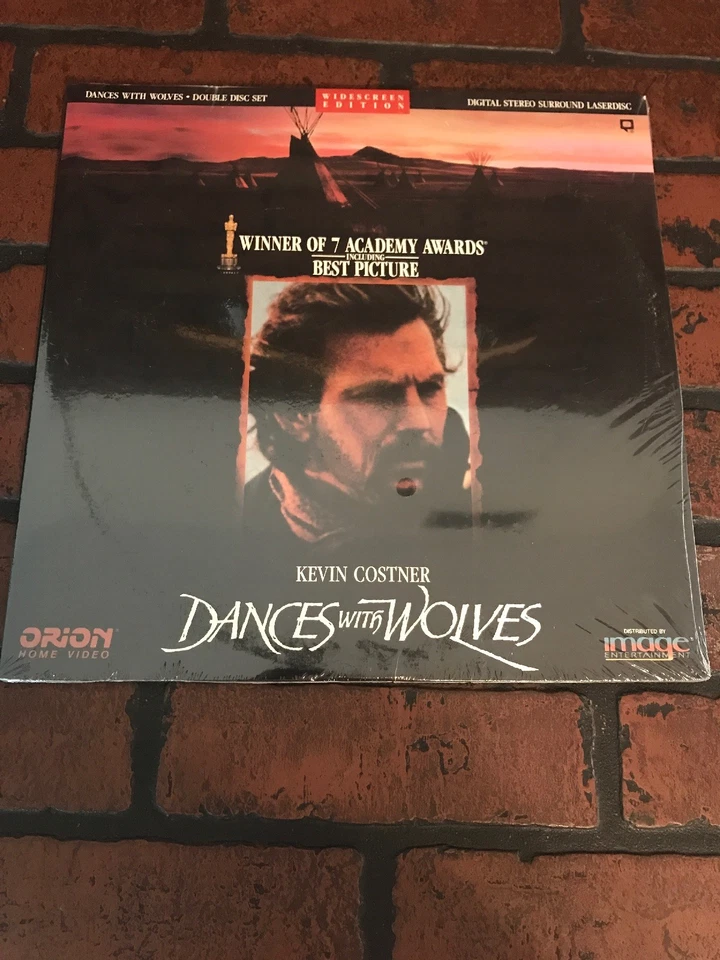 DANCES WITH WOLVES • DOUBLE DISC SET
WIDESCREEN
EDITION
DIGITAL STEREO SURROUND LASERDISC
WINNER OF 7 ACADEMY AWARDS®
INCLUDING
BEST PICTURE
KEVIN COSTNER
DANCES WITH WOLVES
ORION
HOME VIDEO
DISTRIBUTED BY
image
ENTERTAINMENT